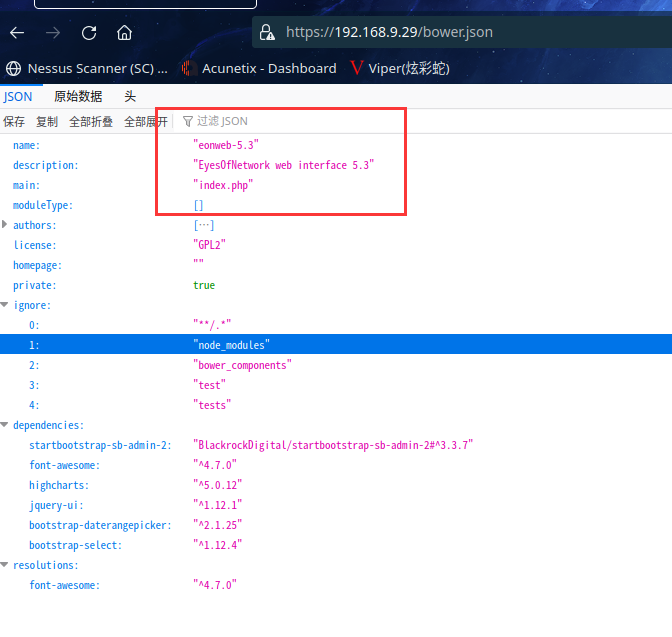 https://192.168.9.29/bower.json
Nessus Scanner (SC) ... Acunetix - Dashboard Viper(炫彩蛇)
JSON 原始数据 头
保存 复制 全部折叠 全部展开 过滤 JSON
name: "eonweb-5.3"
description: "EyesOfNetwork web interface 5.3"
main: "index.php"
moduleType: []
authors: […]
license: "GPL2"
homepage: ""
private: true
ignore:
0: "**/.*"
1: "node_modules"
2: "bower_components"
3: "test"
4: "tests"
dependencies:
startbootstrap-sb-admin-2: "BlackrockDigital/startbootstrap-sb-admin-2#^3.3.7"
font-awesome: "^4.7.0"
highcharts: "^5.0.12"
jquery-ui: "^1.12.1"
bootstrap-daterangepicker: "^2.1.25"
bootstrap-select: "^1.12.4"
resolutions:
font-awesome: "^4.7.0"